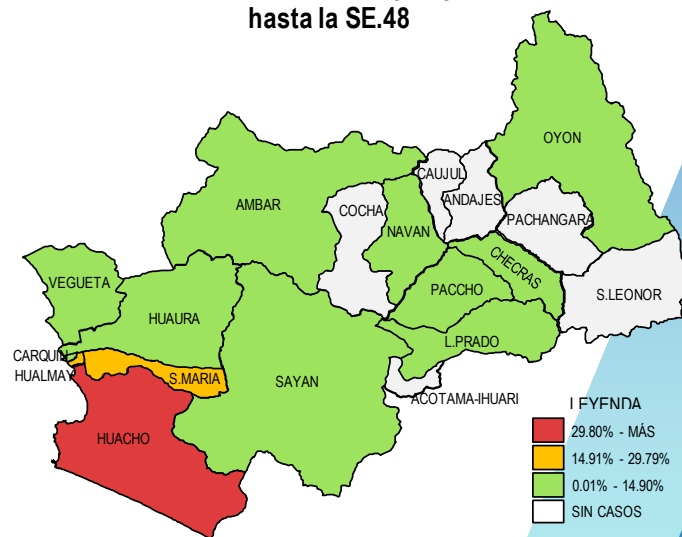 hasta la SE.48
OYON
CAUJUL
AMBAR
ANDAJES
COCHA
PACHANGARA
NAVAN
CHECRAS
VEGUETA
PACCHO
S.LEONOR
HUAURA
L.PRADO
CARQUIN
HUALMAY
S.MARIA
SAYAN
ACOTAMA-IHUARI
HUACHO
LEYENDA
29.80% - MÁS
14.91% - 29.79%
0.01% - 14.90%
SIN CASOS